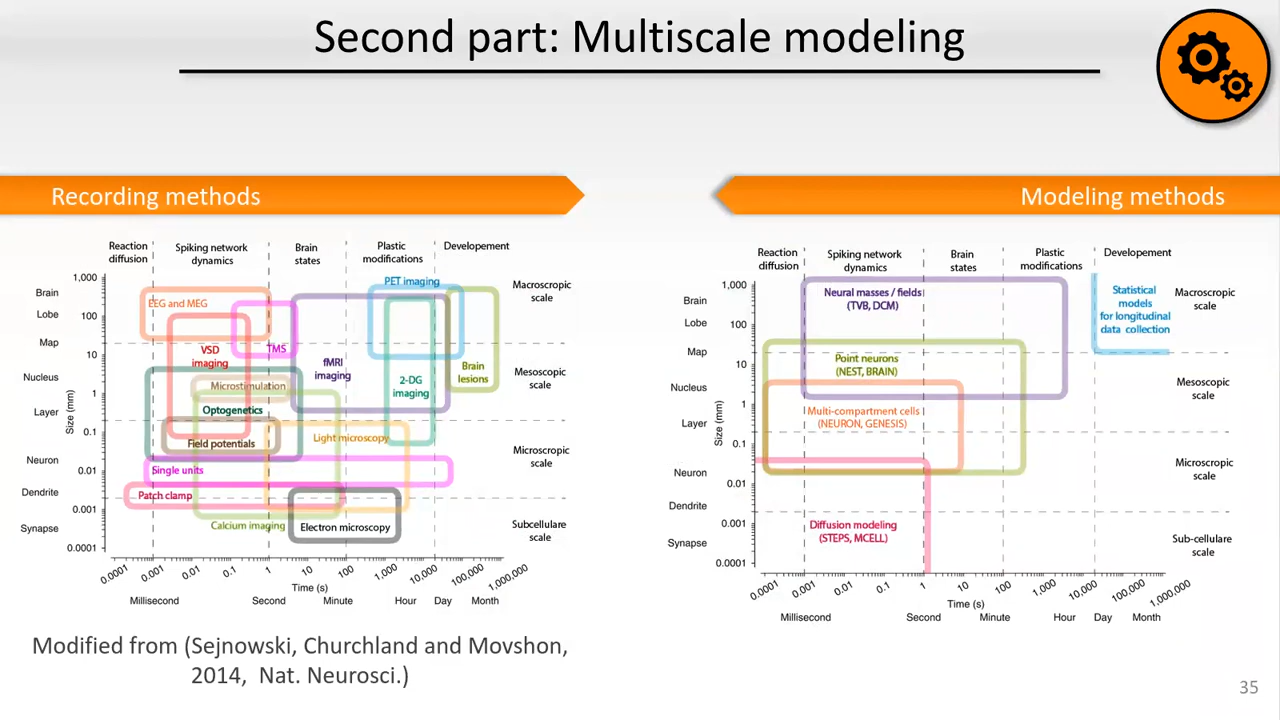 Second part: Multiscale modeling
Recording methods
Modeling methods
Reaction
diffusion
Spiking network
dynamics
Brain
states
Plastic
modifications
Developement
1,000
100
10
1
0.1
0.01
0.001
0.0001
Brain
Lobe
Map
Nucleus
Layer
Neuron
Dendrite
Synapse
Size (mm)
EEG and MEG
VSD
imaging
TMS
fMRI
imaging
PET imaging
2-DG
imaging
Brain
lesions
Microstimulation
Optogenetics
Field potentials
Light microscopy
Single units
Patch clamp
Calcium imaging
Electron microscopy
Macroscopic
scale
Mesoscopic
scale
Microscopic
scale
Subcellulare
scale
0.0001
0.001
0.01
0.1
1
10
100
1,000
10,000
100,000
1,000,000
Time (s)
Millisecond
Second
Minute
Hour
Day
Month
Reaction
diffusion
Spiking network
dynamics
Brain
states
Plastic
modifications
Developement
1,000
100
10
1
0.1
0.01
0.001
0.0001
Brain
Lobe
Map
Nucleus
Layer
Neuron
Dendrite
Synapse
Size (mm)
Neural masses / fields
(TVB, DCM)
Statistical
models
for longitudinal
data collection
Point neurons
(NEST, BRAIN)
Multi-compartment cells
(NEURON, GENESIS)
Diffusion modeling
(STEPS, MCELL)
Macroscopic
scale
Mesoscopic
scale
Microscopic
scale
Sub-cellulare
scale
0.0001
0.001
0.01
0.1
1
10
100
1,000
10,000
100,000
1,000,000
Time (s)
Millisecond
Second
Minute
Hour
Day
Month
Modified from (Sejnowski, Churchland and Movshon,
2014, Nat. Neurosci.)
35